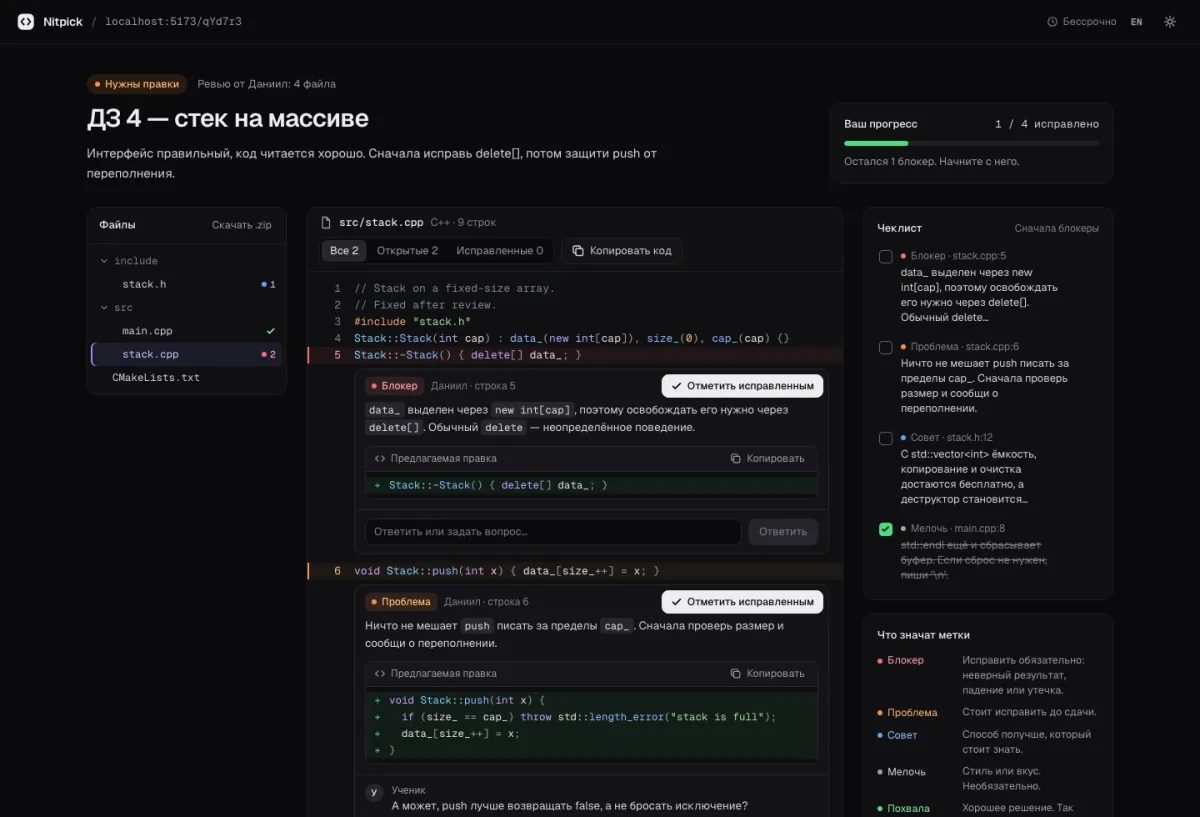 Nitpick / localhost:5173/qYd7r3
Бессрочно EN
Нужны правки Ревью от Даниил: 4 файла
ДЗ 4 — стек на массиве
Интерфейс правильный, код читается хорошо. Сначала исправь delete[], потом защити push от
переполнения.
Ваш прогресс 1 / 4 исправлено
Остался 1 блокер. Начните с него.
Файлы Скачать .zip
include
stack.h 1
src
main.cpp
stack.cpp 2
CMakeLists.txt
src/stack.cpp C++ · 9 строк
Все 2 Открытые 2 Исправленные 0 Копировать код
1 // Stack on a fixed-size array.
2 // Fixed after review.
3 #include "stack.h"
4 Stack::Stack(int cap) : data_(new int[cap]), size_(0), cap_(cap) {}
5 Stack::~Stack() { delete[] data_; }
Блокер Даниил · строка 5 Отметить исправленным
data_ выделен через new int[cap], поэтому освобождать его нужно через
delete[]. Обычный delete — неопределённое поведение.
Предлагаемая правка Копировать
+ Stack::~Stack() { delete[] data_; }
Ответить или задать вопрос… Ответить
6 void Stack::push(int x) { data_[size_++] = x; }
Проблема Даниил · строка 6 Отметить исправленным
Ничто не мешает push писать за пределы cap_. Сначала проверь размер и
сообщи о переполнении.
Предлагаемая правка Копировать
+ void Stack::push(int x) {
+ if (size_ == cap_) throw std::length_error("stack is full");
+ data_[size_++] = x;
+ }
У Ученик
А может, push лучше возвращать false, а не бросать исключение?
Чеклист Сначала блокеры
Блокер · stack.cpp:5
data_ выделен через new
int[cap], поэтому освобождать
его нужно через delete[].
Обычный delete…
Проблема · stack.cpp:6
Ничто не мешает push писать за
пределы cap_. Сначала проверь
размер и сообщи о
переполнении.
Совет · stack.h:12
С std::vector<int> ёмкость,
копирование и очистка
достаются бесплатно, а
деструктор становится…
Мелочь · main.cpp:8
std::endl ещё и сбрасывает
буфер. Если сброс не нужен,
пиши '\n'.
Что значат метки
Блокер Исправить обязательно:
неверный результат,
падение или утечка.
Проблема Стоит исправить до сдачи.
Совет Способ получше, который
стоит знать.
Мелочь Стиль или вкус.
Необязательно.
Похвала Хорошее решение. Так